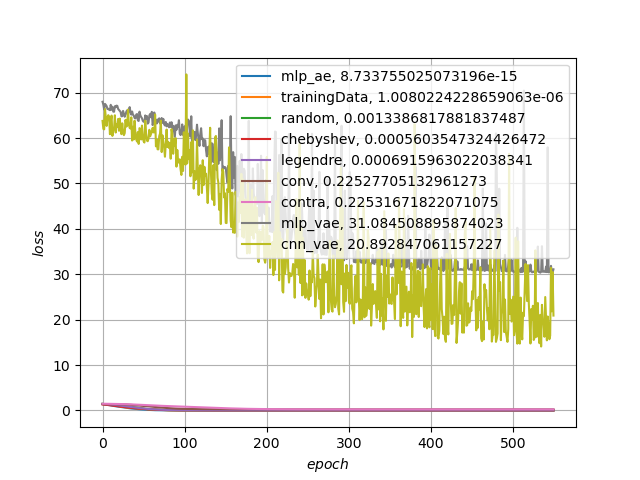 mlp_ae, 8.733755025073196e-15
trainingData, 1.0080224228659063e-06
random, 0.00133868178818374​87
chebyshev, 0.0005603547324426472
legendre, 0.0006915963022038341
conv, 0.22527705132961273
contra, 0.22531671822071075
mlp_vae, 31.084508895874023
cnn_vae, 20.892847061157227
loss
70
60
50
40
30
20
10
0
0 100 200 300 400 500
epoch